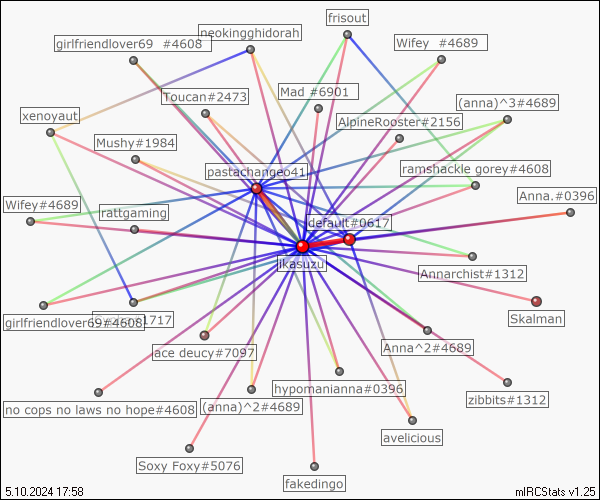 frisout
neokingghidorah
girlfriendlover69 #4608
Wifey #4689
Mad #6901
Toucan#2473
(anna)^3#4689
xenoyaut
AlpineRooster#2156
Mushy#1984
pastachangeo41
ramshackle gorey#4608
Anna.#0396
Wifey#4689
rattgaming
default#0617
ikasuzu
Annarchist#1312
Skalman
girlfriendlover69#4608
1717
Anna^2#4689
ace deucy#7097
hypomanianna#0396
zibbits#1312
no cops no laws no hope#4608
(anna)^2#4689
avelicious
Soxy Foxy#5076
fakedingo
5.10.2024 17:58
mIRCStats v1.25